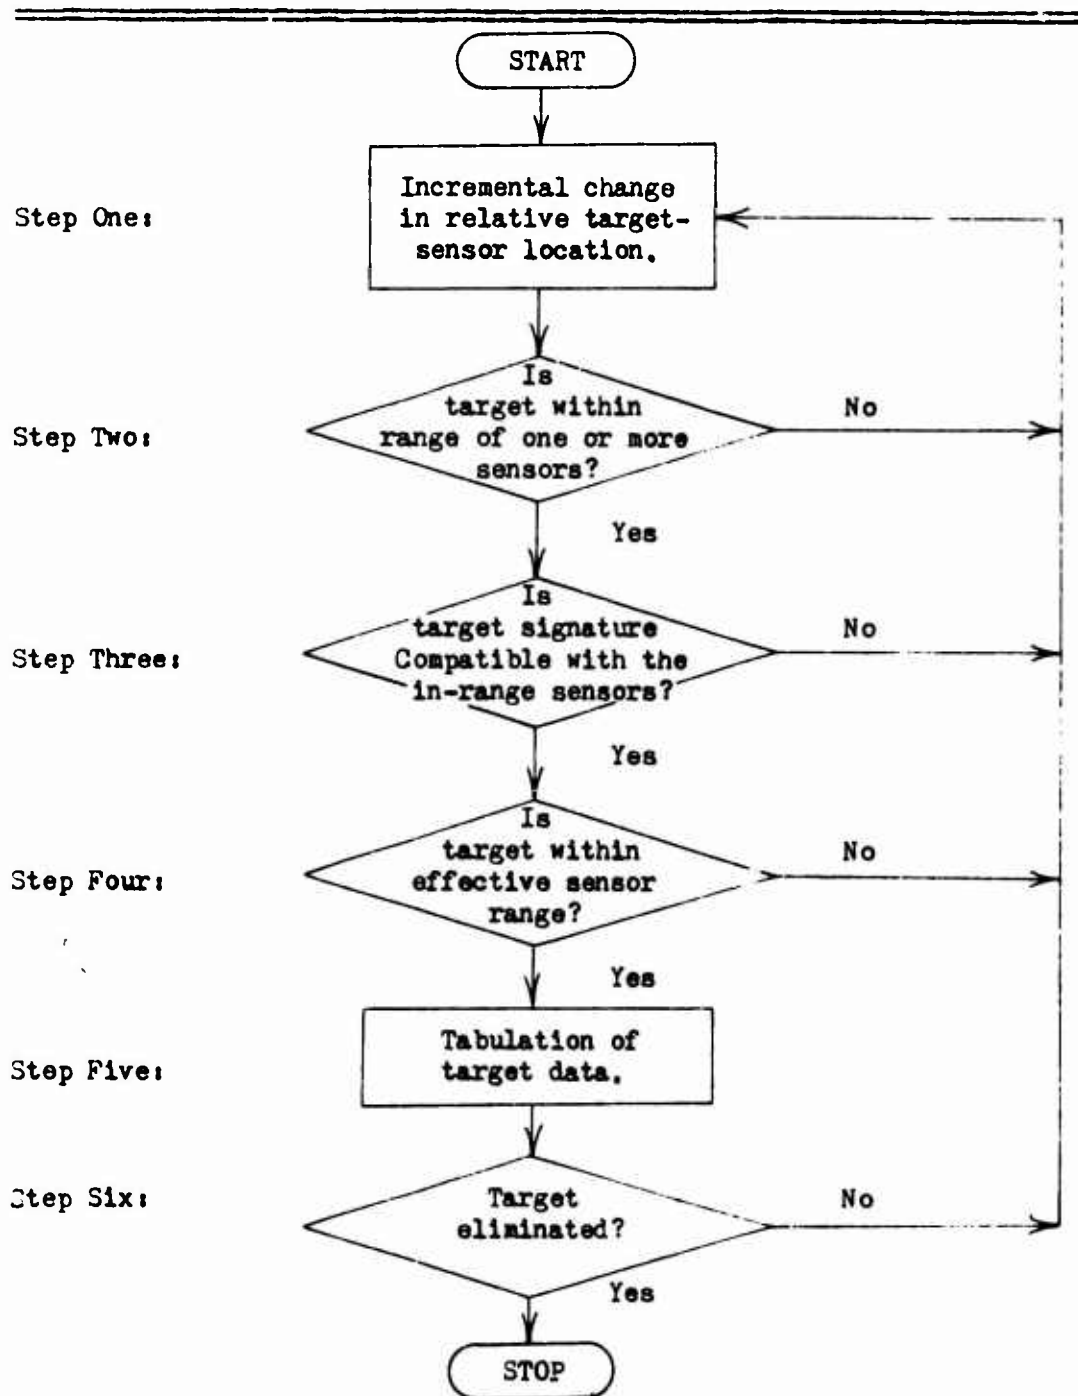 START
Step One:
Incremental change
in relative target-
sensor location.
Step Two:
Is
target within
range of one or more
sensors?
No
Yes
Step Three:
Is
target signature
Compatible with the
in-range sensors?
No
Yes
Step Four:
Is
target within
effective sensor
range?
No
Yes
Step Five:
Tabulation of
target data.
Step Six:
Target
eliminated?
No
Yes
STOP